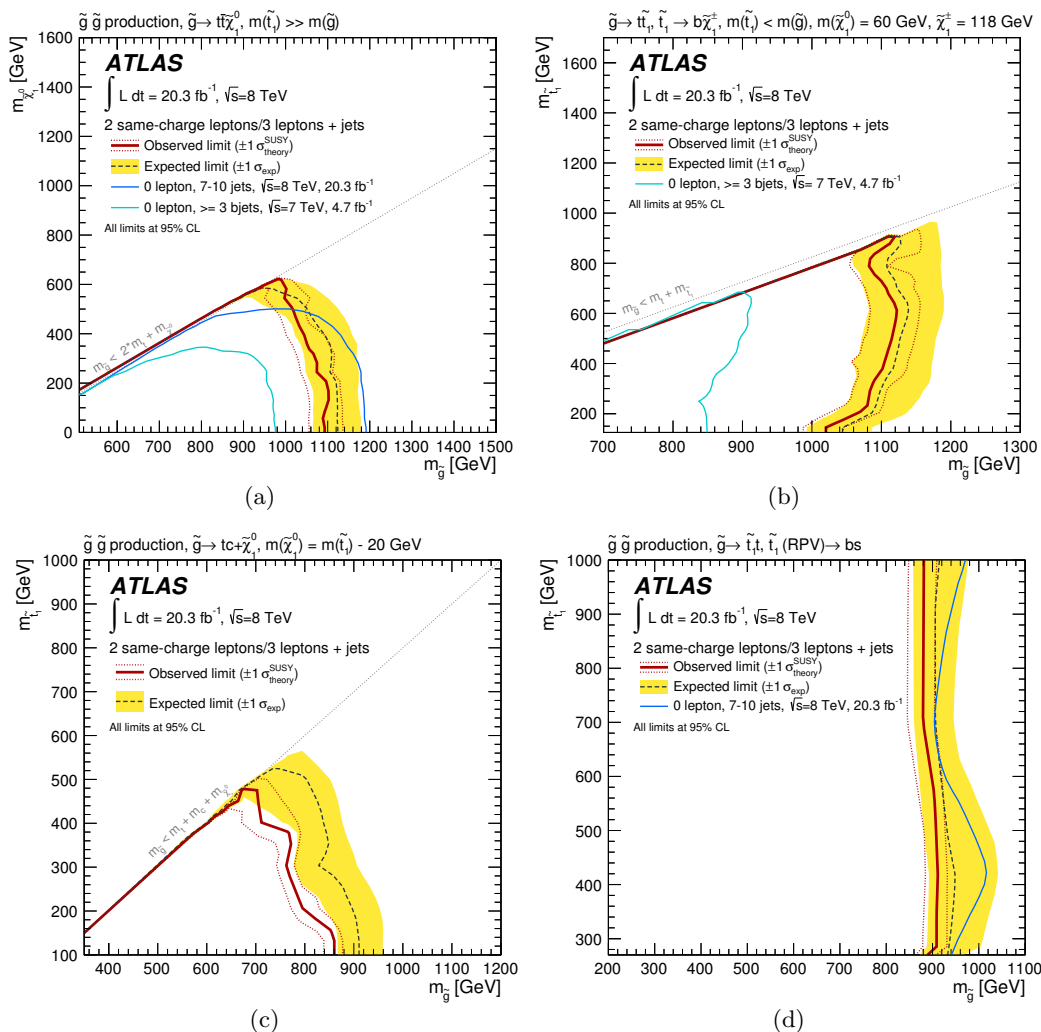 g̃ g̃ production, g̃→ tt̄χ̃₁⁰, m(t̃₁) >> m(g̃)
m_χ̃₁⁰ [GeV]
1600
1400
1200
1000
800
600
400
200
0
ATLAS
∫ L dt = 20.3 fb⁻¹, √s=8 TeV
2 same-charge leptons/3 leptons + jets
Observed limit (±1 σ^SUSY_theory)
Expected limit (±1 σ_exp)
0 lepton, 7-10 jets, √s=8 TeV, 20.3 fb⁻¹
0 lepton, >= 3 bjets, √s= 7 TeV, 4.7 fb⁻¹
All limits at 95% CL
m_g̃ < 2*m_t + m_χ̃₁⁰
600 700 800 900 1000 1100 1200 1300 1400 1500
m_g̃ [GeV]
(a)
g̃→ tt̃₁, t̃₁ → bχ̃₁^±, m(t̃₁) < m(g̃), m(χ̃₁⁰) = 60 GeV, χ̃₁^± = 118 GeV
m_t̃₁ [GeV]
1600
1400
1200
1000
800
600
400
200
ATLAS
∫ L dt = 20.3 fb⁻¹, √s=8 TeV
2 same-charge leptons/3 leptons + jets
Observed limit (±1 σ^SUSY_theory)
Expected limit (±1 σ_exp)
0 lepton, >= 3 bjets, √s= 7 TeV, 4.7 fb⁻¹
All limits at 95% CL
m_g̃ < m_t + m_t̃₁
700 800 900 1000 1100 1200 1300
m_g̃ [GeV]
(b)
g̃ g̃ production, g̃→ tc+χ̃₁⁰, m(χ̃₁⁰) = m(t̃₁) - 20 GeV
m_t̃₁ [GeV]
1000
900
800
700
600
500
400
300
200
100
ATLAS
∫ L dt = 20.3 fb⁻¹, √s=8 TeV
2 same-charge leptons/3 leptons + jets
Observed limit (±1 σ^SUSY_theory)
Expected limit (±1 σ_exp)
All limits at 95% CL
m_g̃ < m_t + m_c + m_χ̃₁⁰
400 500 600 700 800 900 1000 1100 1200
m_g̃ [GeV]
(c)
g̃ g̃ production, g̃→ t̃₁t, t̃₁ (RPV)→ bs
m_t̃₁ [GeV]
1000
900
800
700
600
500
400
300
ATLAS
∫ L dt = 20.3 fb⁻¹, √s=8 TeV
2 same-charge leptons/3 leptons + jets
Observed limit (±1 σ^SUSY_theory)
Expected limit (±1 σ_exp)
0 lepton, 7-10 jets, √s=8 TeV, 20.3 fb⁻¹
All limits at 95% CL
200 300 400 500 600 700 800 900 1000 1100
m_g̃ [GeV]
(d)